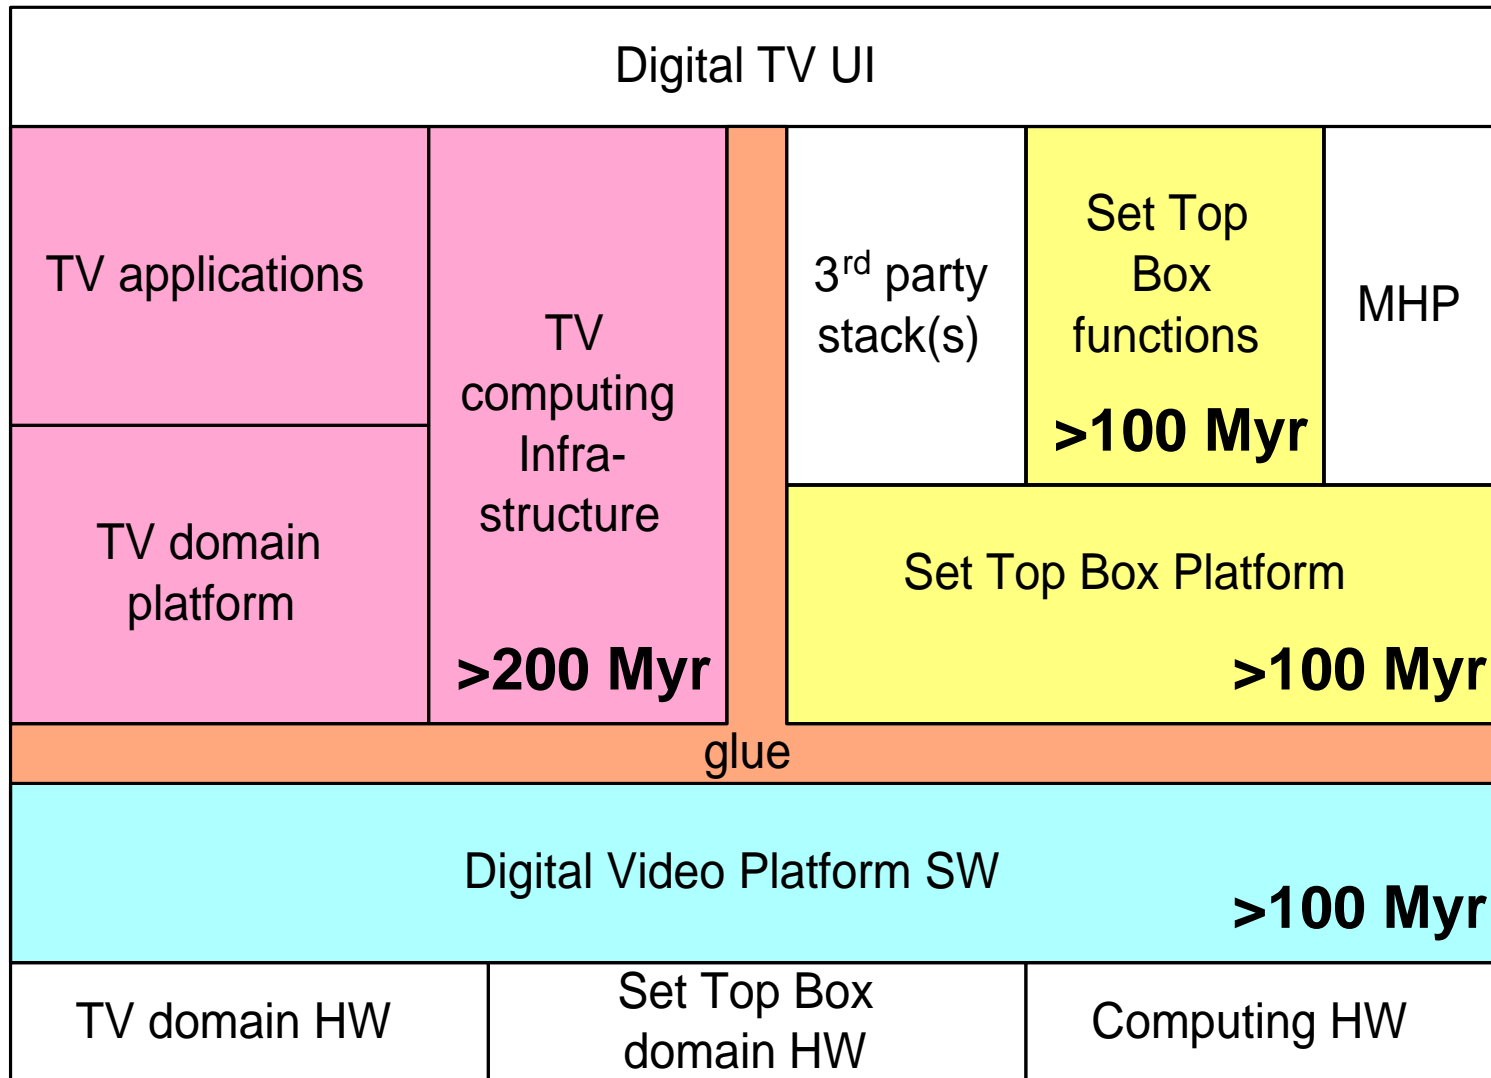 Digital TV UI
TV applications
TV domain
platform
TV
computing
Infra-
structure
>200 Myr
3rd party
stack(s)
Set Top
Box
functions
>100 Myr
MHP
Set Top Box Platform
>100 Myr
glue
Digital Video Platform SW
>100 Myr
TV domain HW
Set Top Box
domain HW
Computing HW